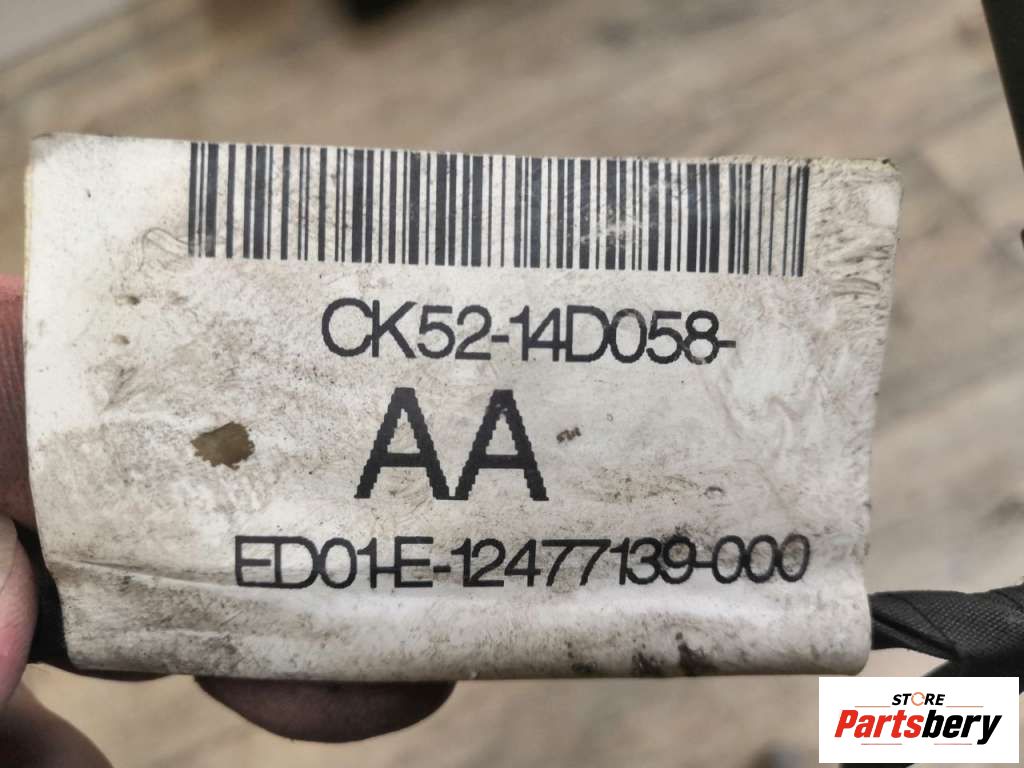 CK52-14D058-
AA
ED01-E-12477139-000
STORE
Partsbery